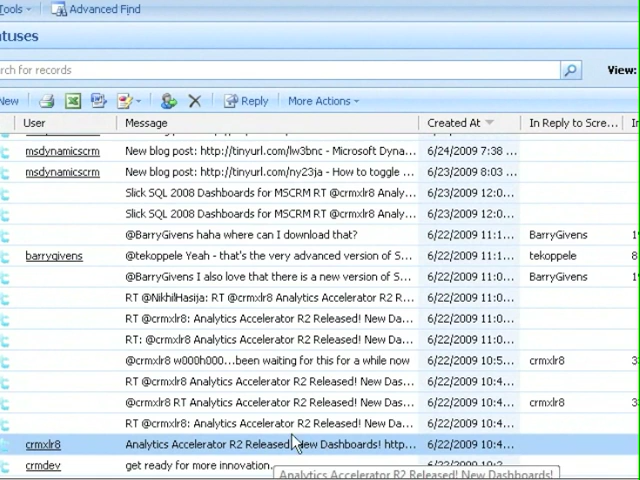 Tools Advanced Find
tuses
rch for records View:
New Reply More Actions
User Message Created At In Reply to Scre... I
msdynamicscrm New blog post: http://tinyurl.com/lw3bnc - Microsoft Dyna... 6/24/2009 7:38 ...
msdynamicscrm New blog post: http://tinyurl.com/ny23ja - How to toggle ... 6/23/2009 8:03 ...
Slick SQL 2008 Dashboards for MSCRM RT @crmxlr8 Analy... 6/23/2009 12:0...
Slick SQL 2008 Dashboards for MSCRM RT @crmxlr8 Analy... 6/23/2009 12:0...
@BarryGivens haha where can I download that? 6/22/2009 11:1... BarryGivens 1
barrygivens @tekoppele Yeah - that's the very advanced version of S... 6/22/2009 11:1... tekoppele 8
@BarryGivens I also love that there is a new version of S... 6/22/2009 11:0... BarryGivens 1
RT @NikhilHasija: RT @crmxlr8 Analytics Accelerator R2 R... 6/22/2009 11:0...
RT @crmxlr8: Analytics Accelerator R2 Released! New Da... 6/22/2009 11:0...
RT: @crmxlr8: Analytics Accelerator R2 Released! New Da... 6/22/2009 11:0...
@crmxlr8 w000h000...been waiting for this for a while now 6/22/2009 10:5... crmxlr8 3
RT @crmxlr8 Analytics Accelerator R2 Released! New Das... 6/22/2009 10:4...
@crmxlr8 RT Analytics Accelerator R2 Released! New Das... 6/22/2009 10:4... crmxlr8 3
RT @crmxlr8: Analytics Accelerator R2 Released! New Da... 6/22/2009 10:4...
crmxlr8 Analytics Accelerator R2 Released! New Dashboards! http... 6/22/2009 10:4...
crmdev get ready for more innovation. 6/22/2009 10:2...
Analytics Accelerator R2 Released! New Dashboards!